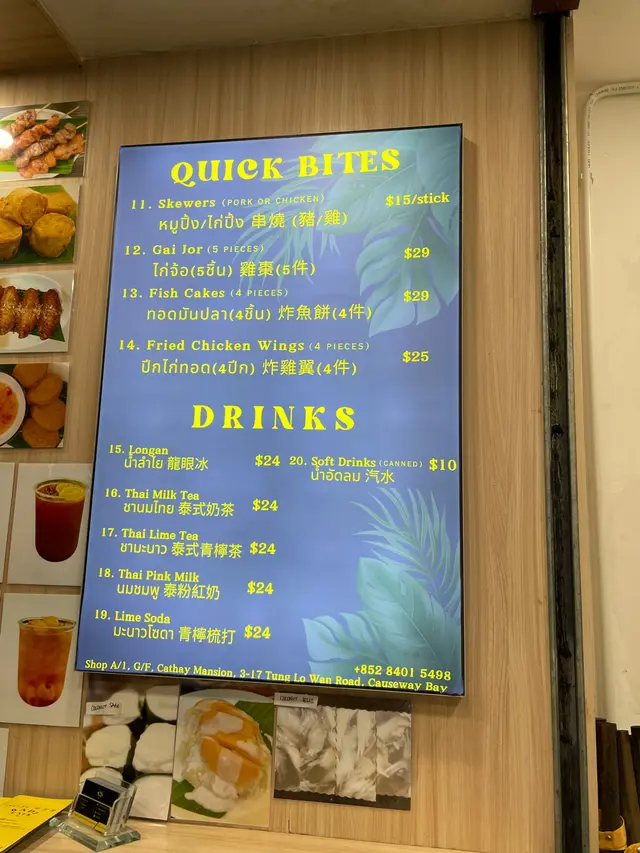 QUICK BITES
11. Skewers (PORK OR CHICKEN) $15/stick
หมูปิ้ง/ไก่ปิ้ง 串燒 (豬/雞)
12. Gai Jor (5 PIECES) $29
ไก่จ้อ(5ชิ้น) 雞棗(5件)
13. Fish Cakes (4 PIECES) $29
ทอดมันปลา(4ชิ้น) 炸魚餅(4件)
14. Fried Chicken Wings (4 PIECES) $25
ปีกไก่ทอด(4ปีก) 炸雞翼(4件)
DRINKS
15. Longan $24
น้ำลำไย 龍眼冰
16. Thai Milk Tea $24
ชานมไทย 泰式奶茶
17. Thai Lime Tea $24
ชามะนาว 泰式青檸茶
18. Thai Pink Milk $24
นมชมพู 泰粉紅奶
19. Lime Soda $24
มะนาวโซดา 青檸梳打
20. Soft Drinks (CANNED) $10
น้ำอัดลม 汽水
+852 8401 5498
Shop A/1, G/F, Cathay Mansion, 3-17 Tung Lo Wan Road, Causeway Bay